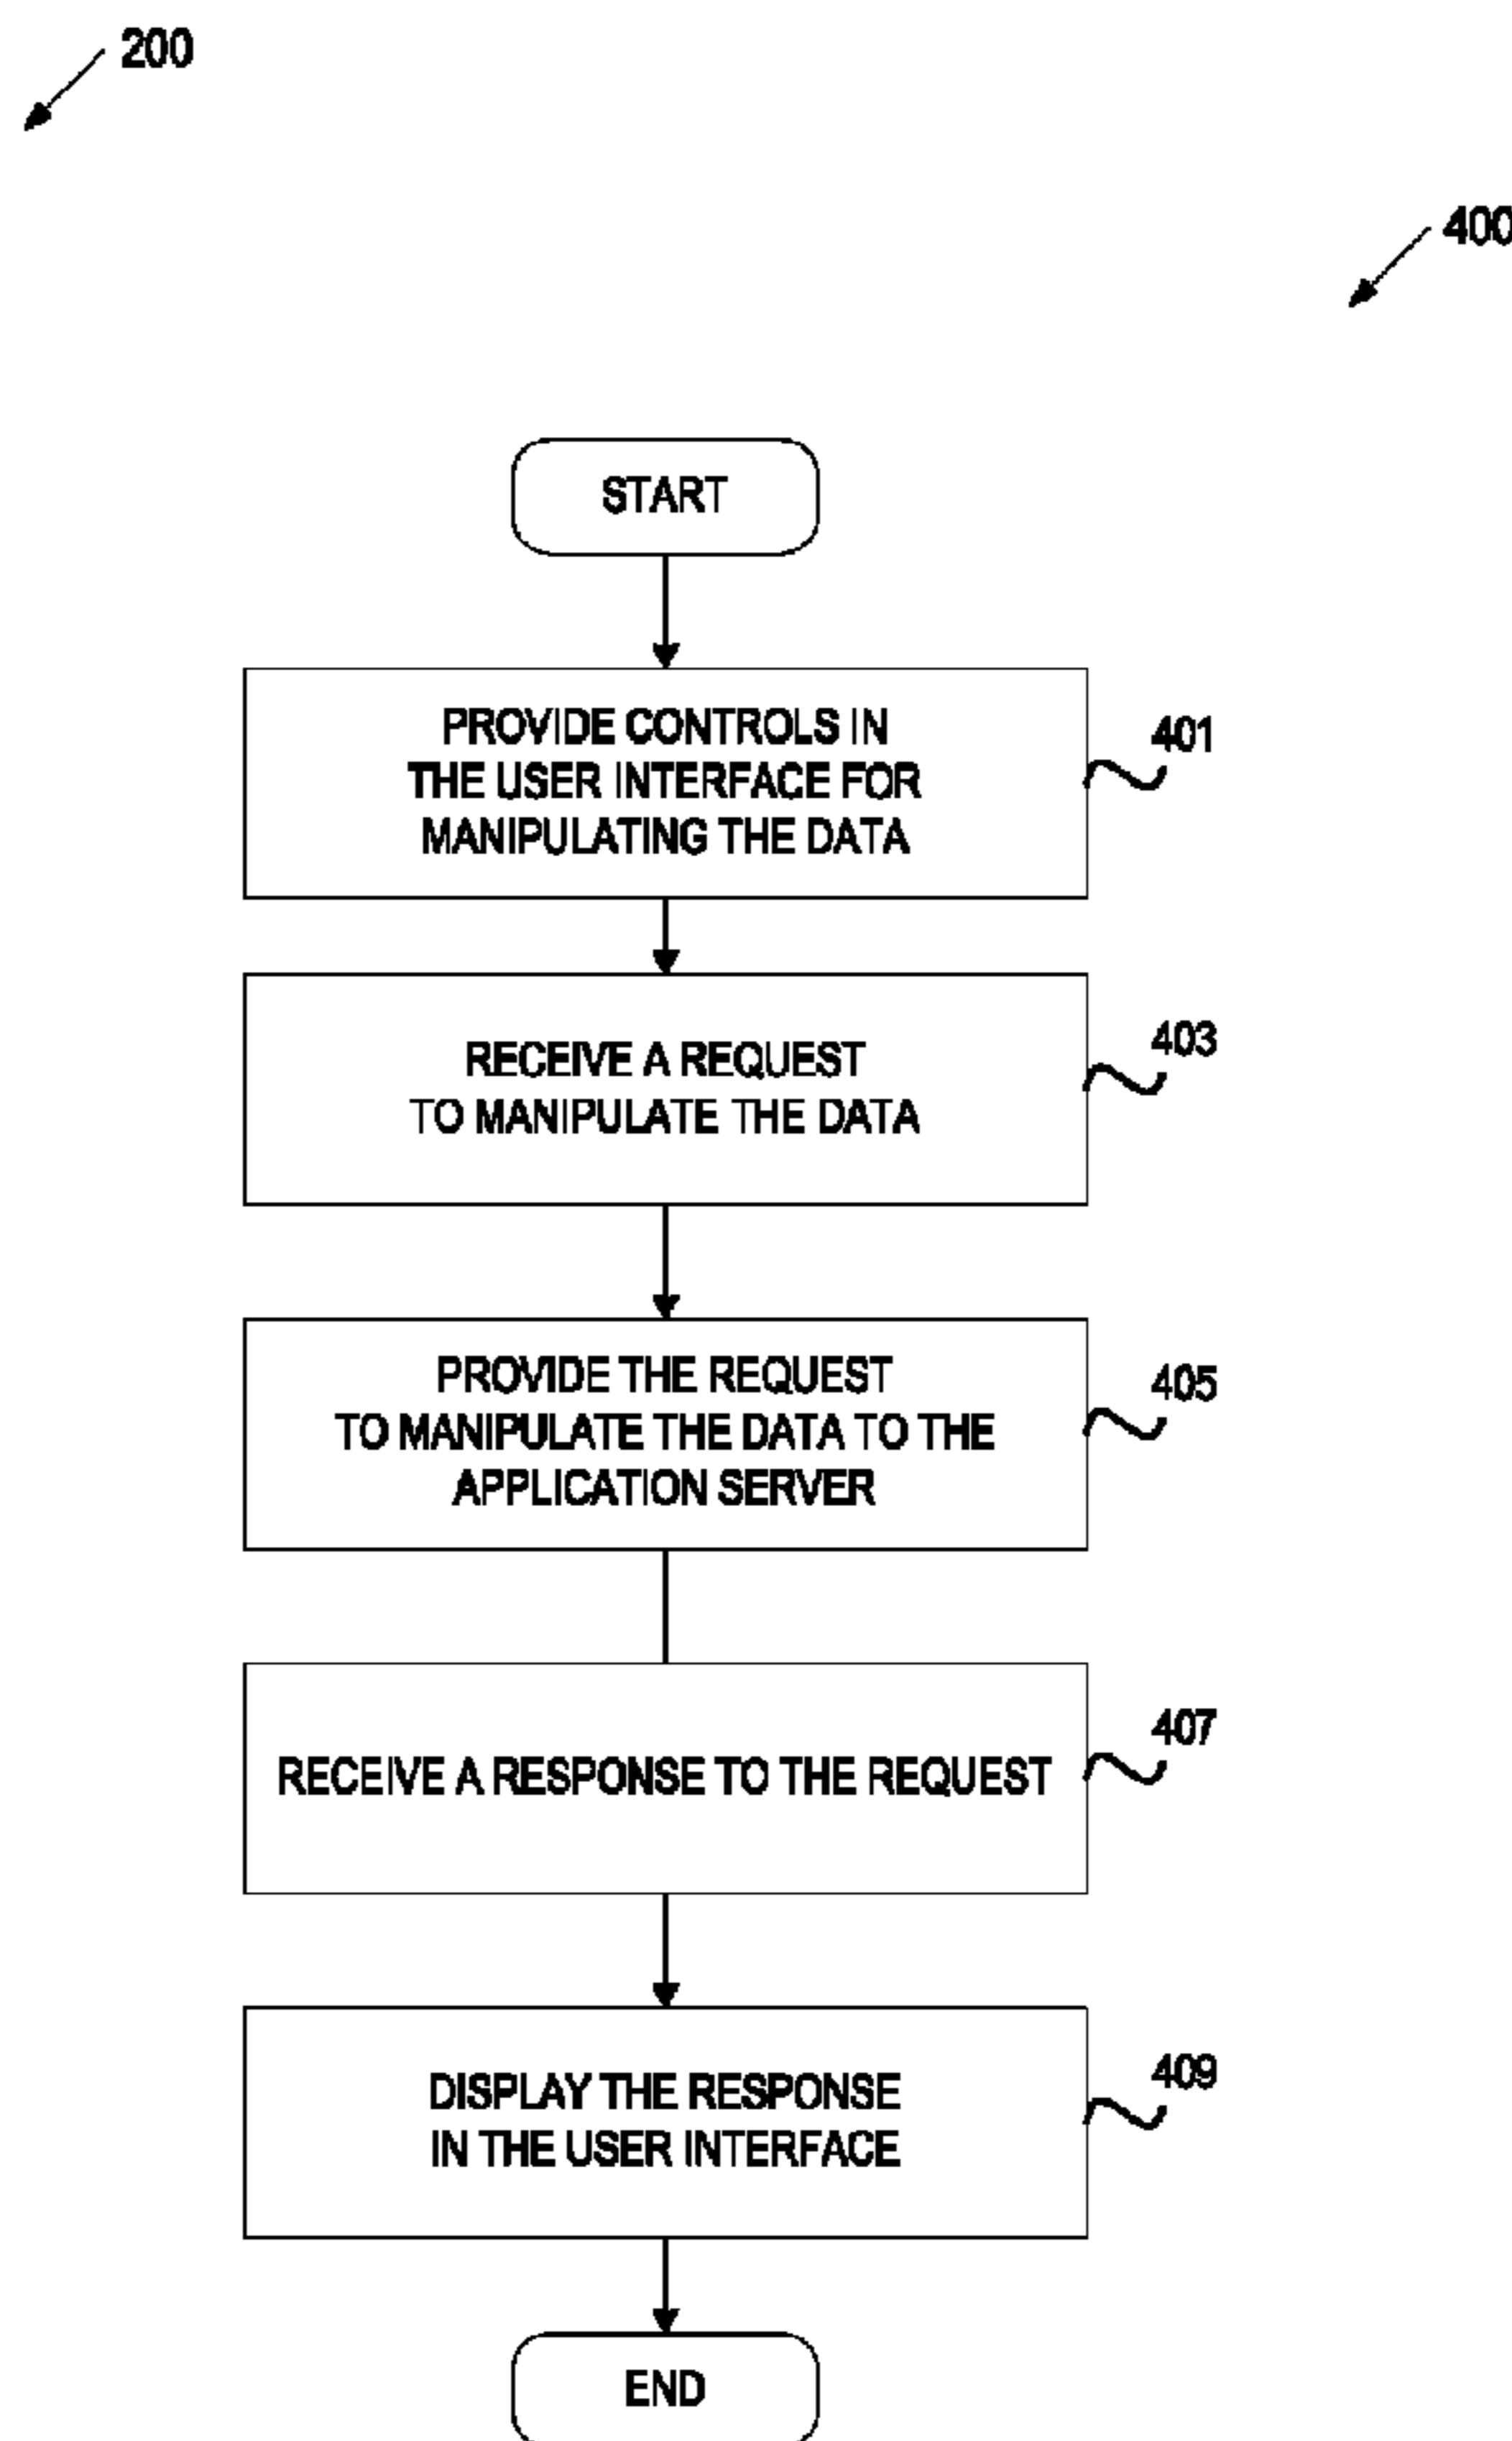 200
400
START
PROVIDE CONTROLS IN
THE USER INTERFACE FOR
MANIPULATING THE DATA
401
RECEIVE A REQUEST
TO MANIPULATE THE DATA
403
PROVIDE THE REQUEST
TO MANIPULATE THE DATA TO THE
APPLICATION SERVER
405
RECEIVE A RESPONSE TO THE REQUEST
407
DISPLAY THE RESPONSE
IN THE USER INTERFACE
409
END